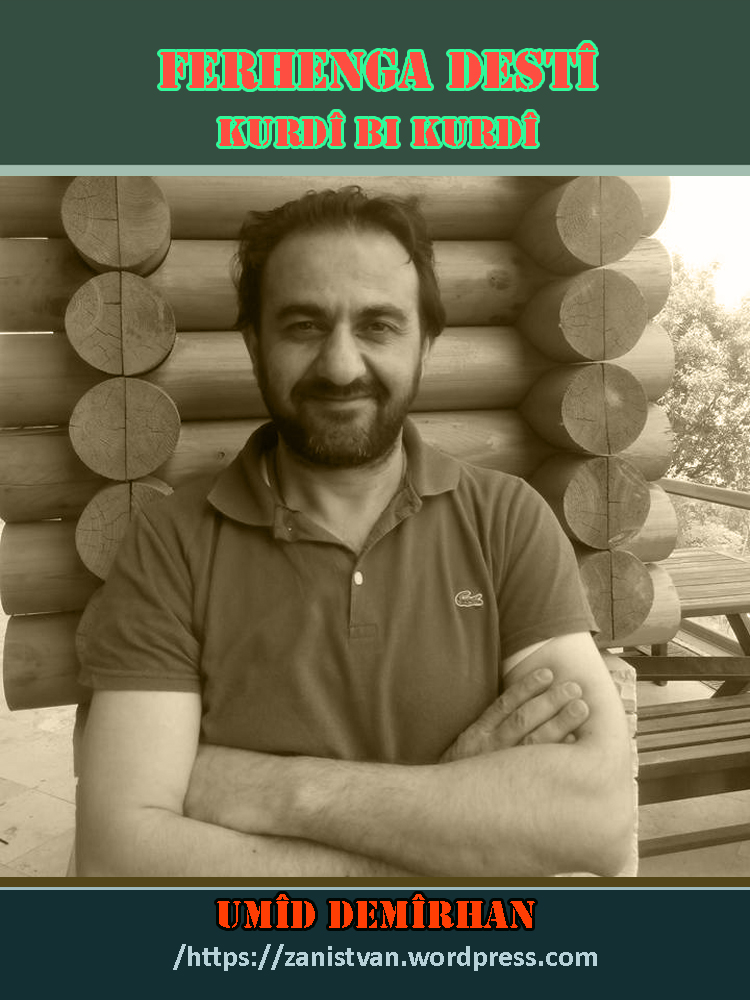 FERHENGA DESTÎ
KURDÎ BI KURDÎ
UMÎD DEMÎRHAN
/https://zanistvan.wordpress.com